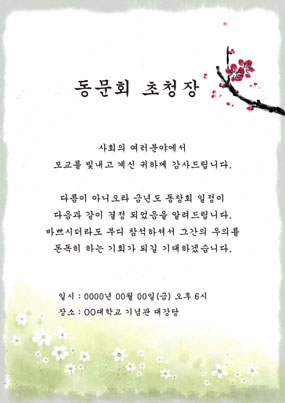 동문회 초청장
사회의 여러분야에서
모교를 빛내고 계신 귀하께 감사드립니다.
다름이 아니오라 금년도 동창회 일정이
다음과 같이 결정 되었음을 알려드립니다.
바쁘시더라도 부디 참석하셔서 그간의 우의를
돈독히 하는 기회가 되길 기대하겠습니다.
일시 : 0000년 00월 00일(금) 오후 6시
장소 : OO대학교 기념관 대강당